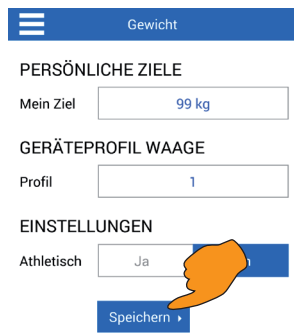 Gewicht
PERSÖNLICHE ZIELE
Mein Ziel 99 kg
GERÄTEPROFIL WAAGE
Profil 1
EINSTELLUNGEN
Athletisch Ja
Speichern